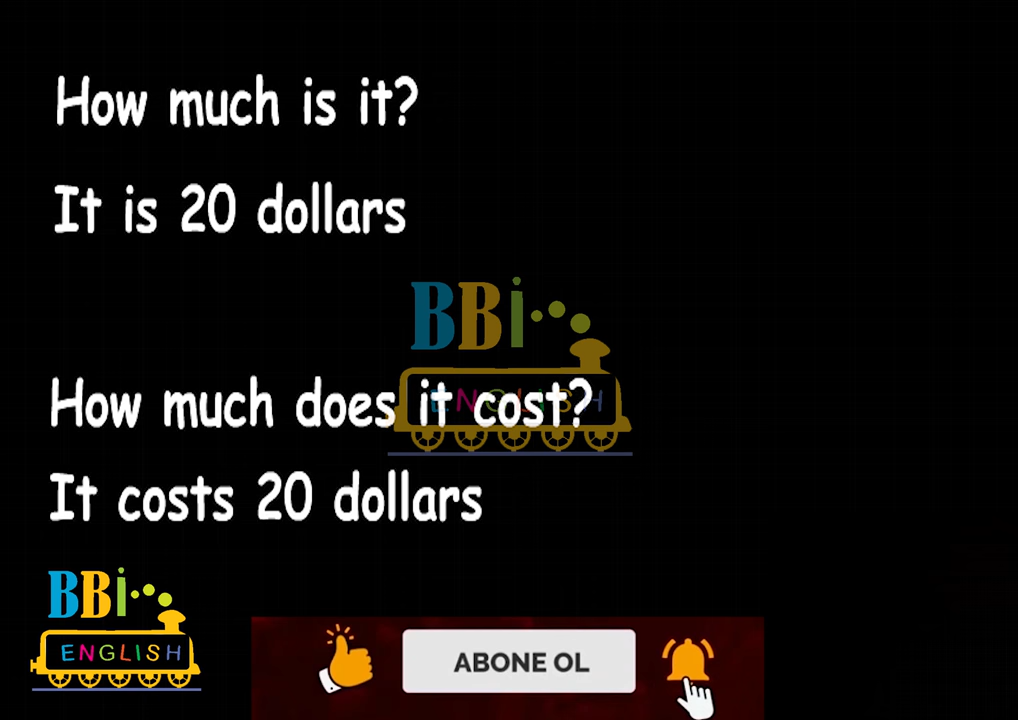 How much is it?
It is 20 dollars
BBi
How much does it cost?
ENGLISH
It costs 20 dollars
BBi
ENGLISH
ABONE OL